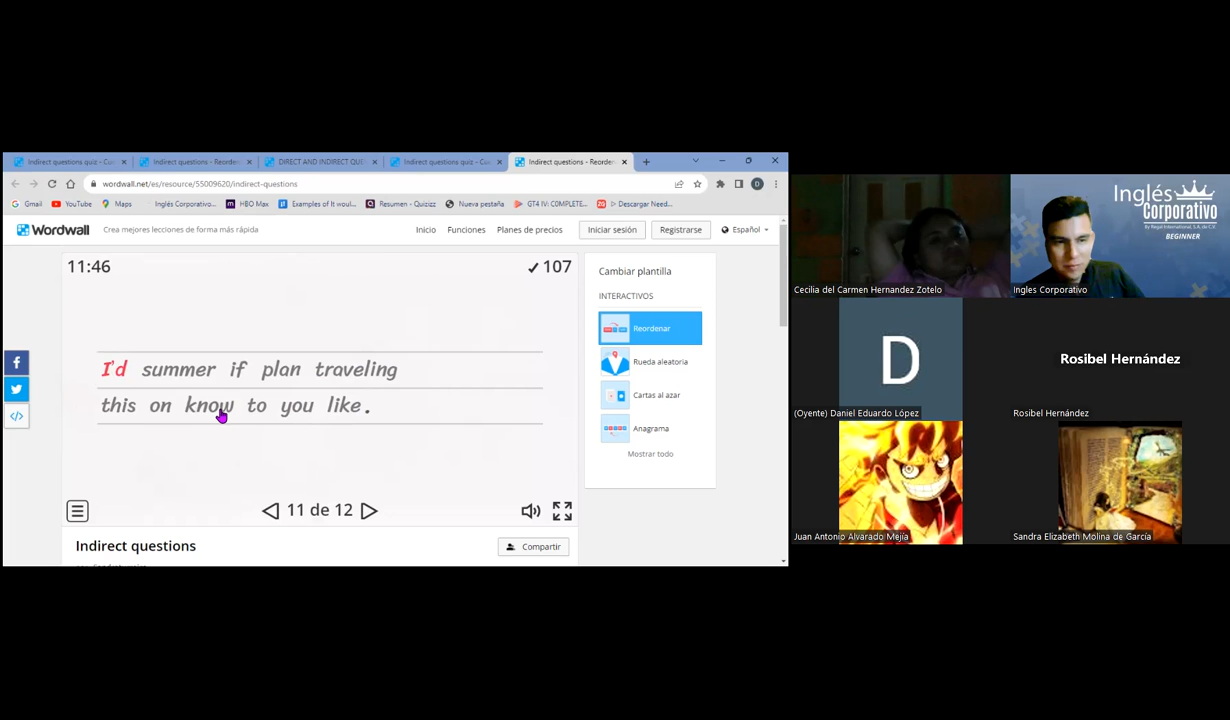 Indirect questions quiz - Cu
Indirect questions - Reorden
DIRECT AND INDIRECT QUE
Indirect questions quiz - Cu
Indirect questions - Reorden
wordwall.net/es/resource/55009620/indirect-questions
Gmail YouTube Maps Inglés Corporativo... HBO Max Examples of It woul... Resumen - Quizizz Nueva pestaña GT4 IV: C0MPLETE... > Descargar Need...
Wordwall Crea mejores lecciones de forma más rápida Inicio Funciones Planes de precios Iniciar sesión Registrarse Español
11:46 107
I'd summer if plan traveling
this on know to you like.
11 de 12
Indirect questions Compartir
Cambiar plantilla
INTERACTIVOS
Reordenar
Rueda aleatoria
Cartas al azar
Anagrama
Mostrar todo
Cecilia del Carmen Hernandez Zotelo
Inglés
Corporativo
By Regal International, S.A. de C.V.
BEGINNER
Ingles Corporativo
D
(Oyente) Daniel Eduardo López
Rosibel Hernández
Rosibel Hernández
Juan Antonio Alvarado Mejía
Sandra Elizabeth Molina de García